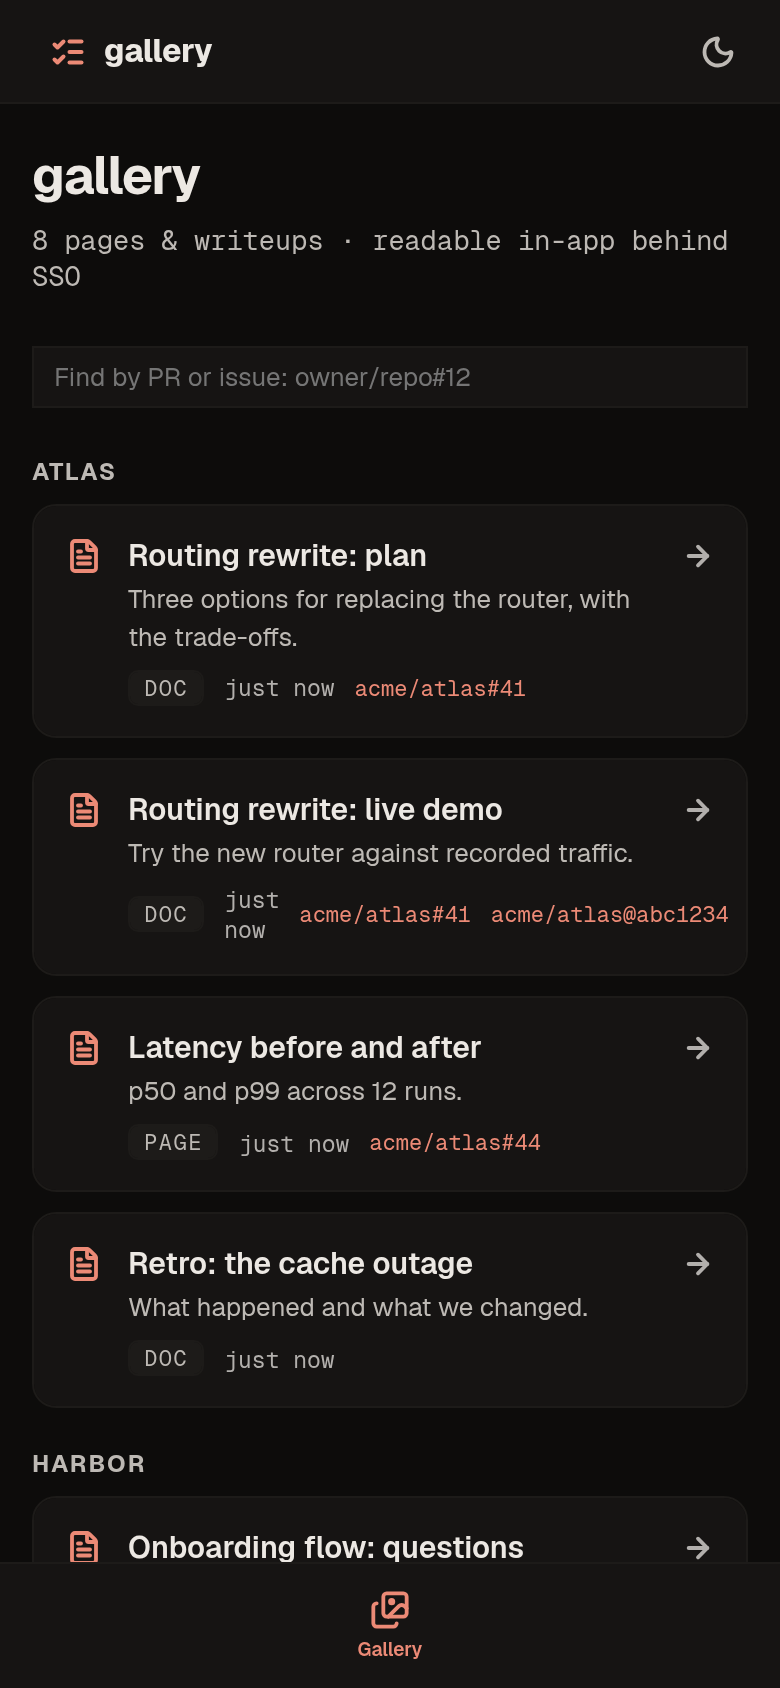 gallery
gallery
8 pages & writeups · readable in-app behind
SSO
Find by PR or issue: owner/repo#12
ATLAS
Routing rewrite: plan
Three options for replacing the router, with
the trade-offs.
DOC just now acme/atlas#41
Routing rewrite: live demo
Try the new router against recorded traffic.
DOC just now acme/atlas#41 acme/atlas@abc1234
Latency before and after
p50 and p99 across 12 runs.
PAGE just now acme/atlas#44
Retro: the cache outage
What happened and what we changed.
DOC just now
HARBOR
Onboarding flow: questions
Gallery